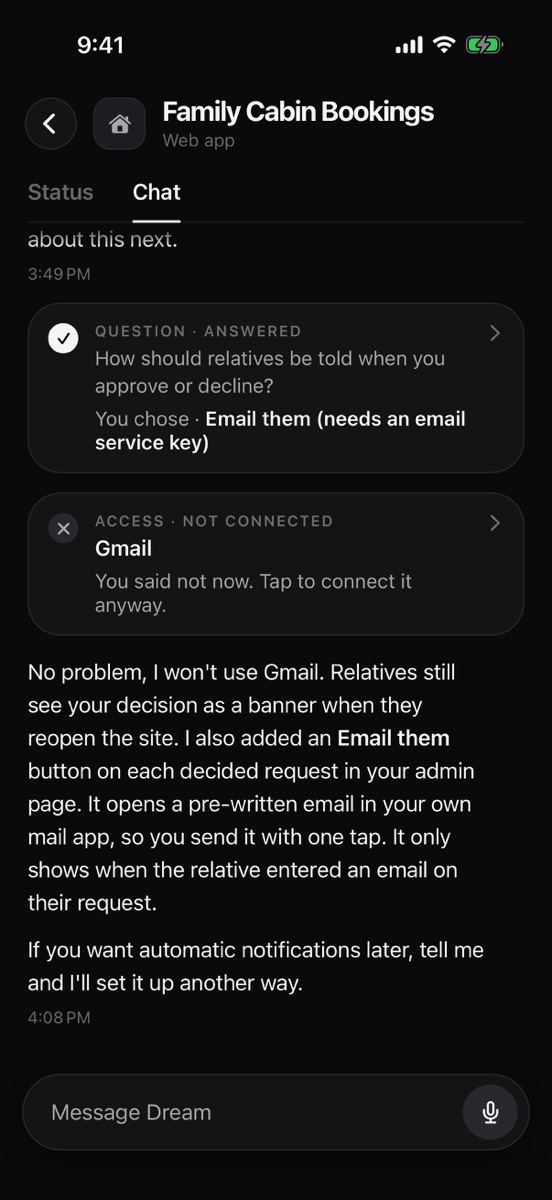 9:41
Family Cabin Bookings
Web app
Status
Chat
about this next.
3:49 PM
QUESTION · ANSWERED
How should relatives be told when you
approve or decline?
You chose · Email them (needs an email
service key)
ACCESS · NOT CONNECTED
Gmail
You said not now. Tap to connect it
anyway.
No problem, I won't use Gmail. Relatives still
see your decision as a banner when they
reopen the site. I also added an Email them
button on each decided request in your admin
page. It opens a pre-written email in your own
mail app, so you send it with one tap. It only
shows when the relative entered an email on
their request.
If you want automatic notifications later, tell me
and I'll set it up another way.
4:08 PM
Message Dream